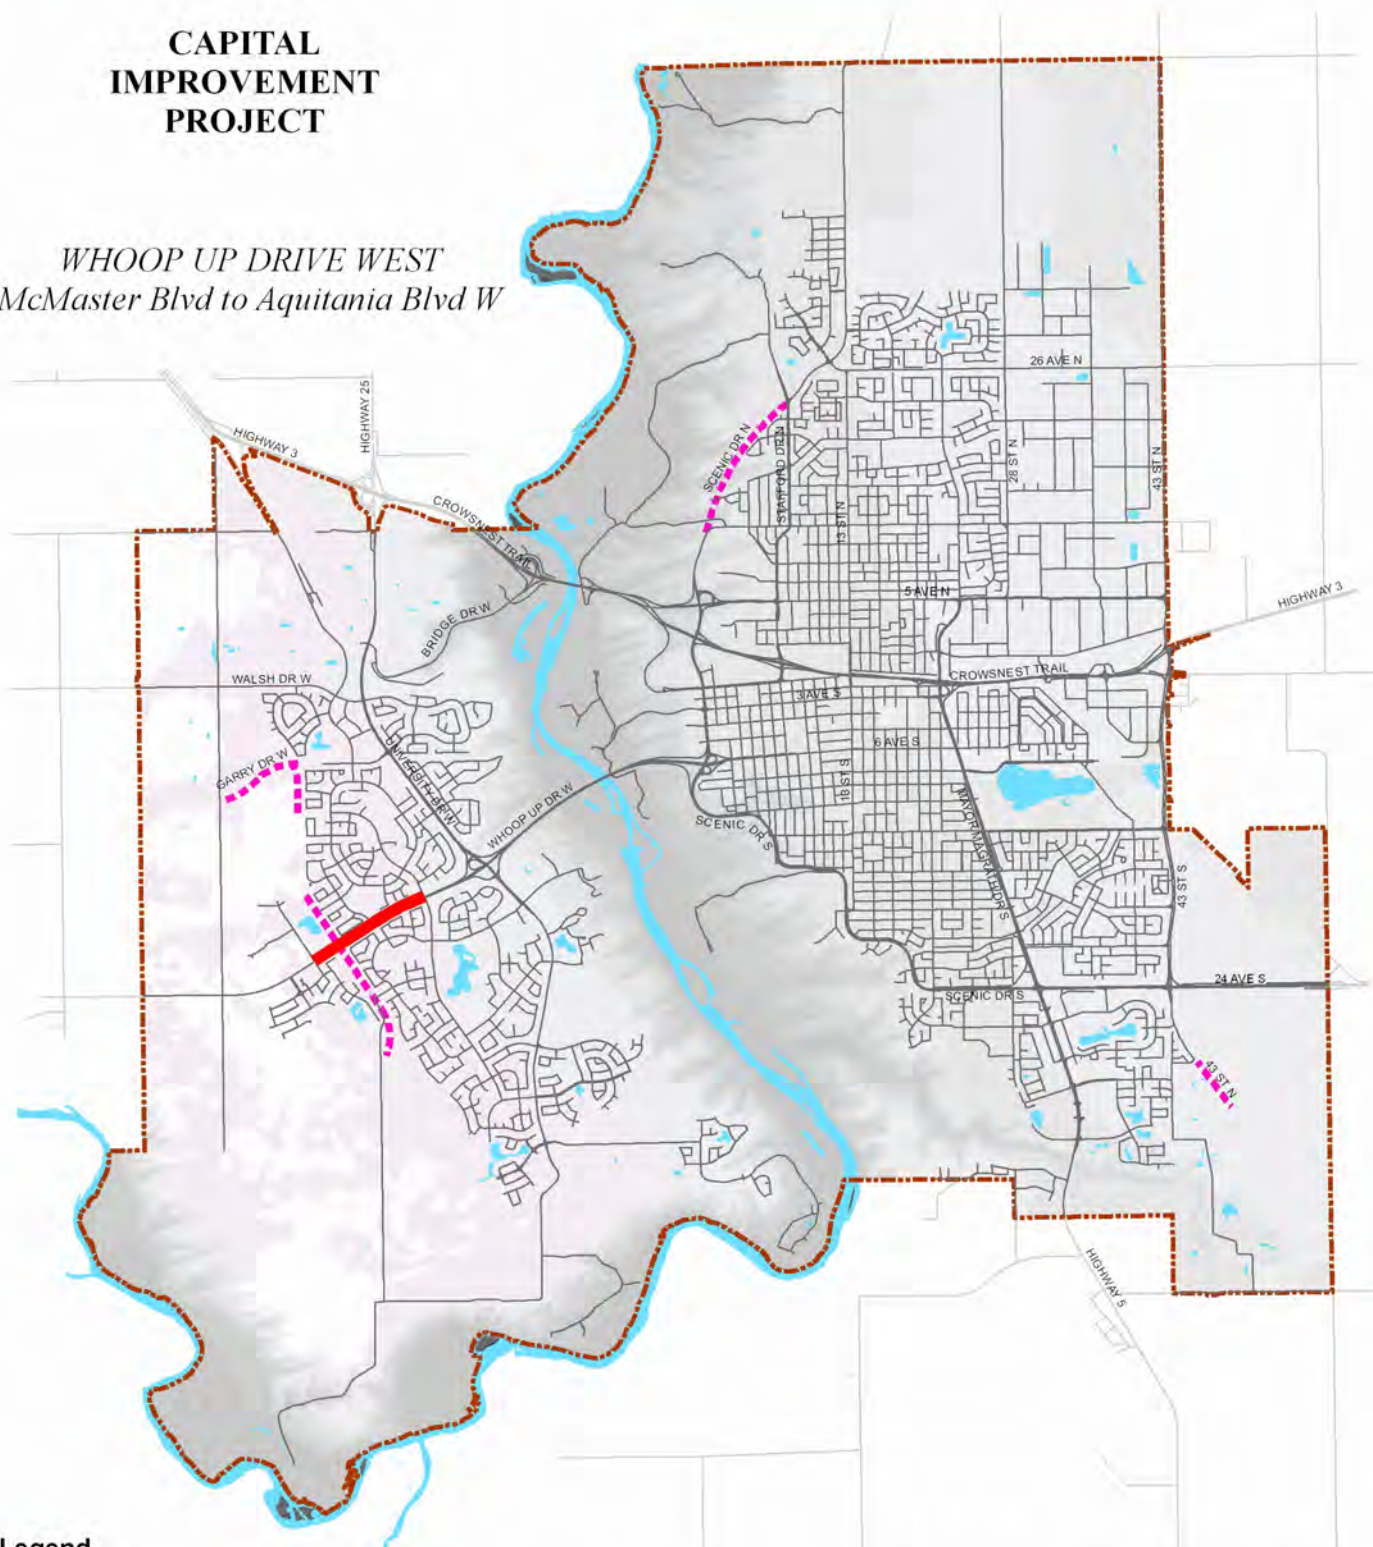 CAPITAL
IMPROVEMENT
PROJECT
WHOOP UP DRIVE WEST
McMaster Blvd to Aquitania Blvd W
26 AVE N
HIGHWAY 25
HIGHWAY 3
SCENIC DR N
STAFFORD DR N
28 ST N
43 ST N
13 ST N
CROWSNEST TRAIL
5 AVE N
HIGHWAY 3
BRIDGE DR W
WALSH DR W
CROWSNEST TRAIL
3 AVE S
6 AVE S
GARRY DR W
UNIVERSITY DR W
WHOOP UP DR W
13 ST S
SCENIC DR S
MAYOR MAGRATH DR S
43 ST S
24 AVE S
SCENIC DR S
43 ST N
HIGHWAY 5
Legend